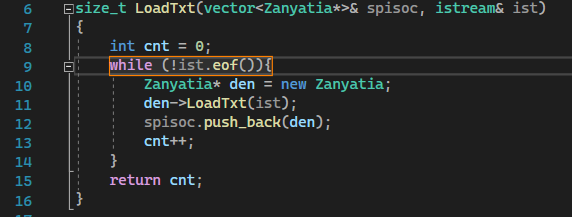 6 size_t LoadTxt(vector<Zanyatia*>& spisoc, istream& ist)
7 {
8 int cnt = 0;
9 while (!ist.eof()){
10 Zanyatia* den = new Zanyatia;
11 den->LoadTxt(ist);
12 spisoc.push_back(den);
13 cnt++;
14 }
15 return cnt;
16 }